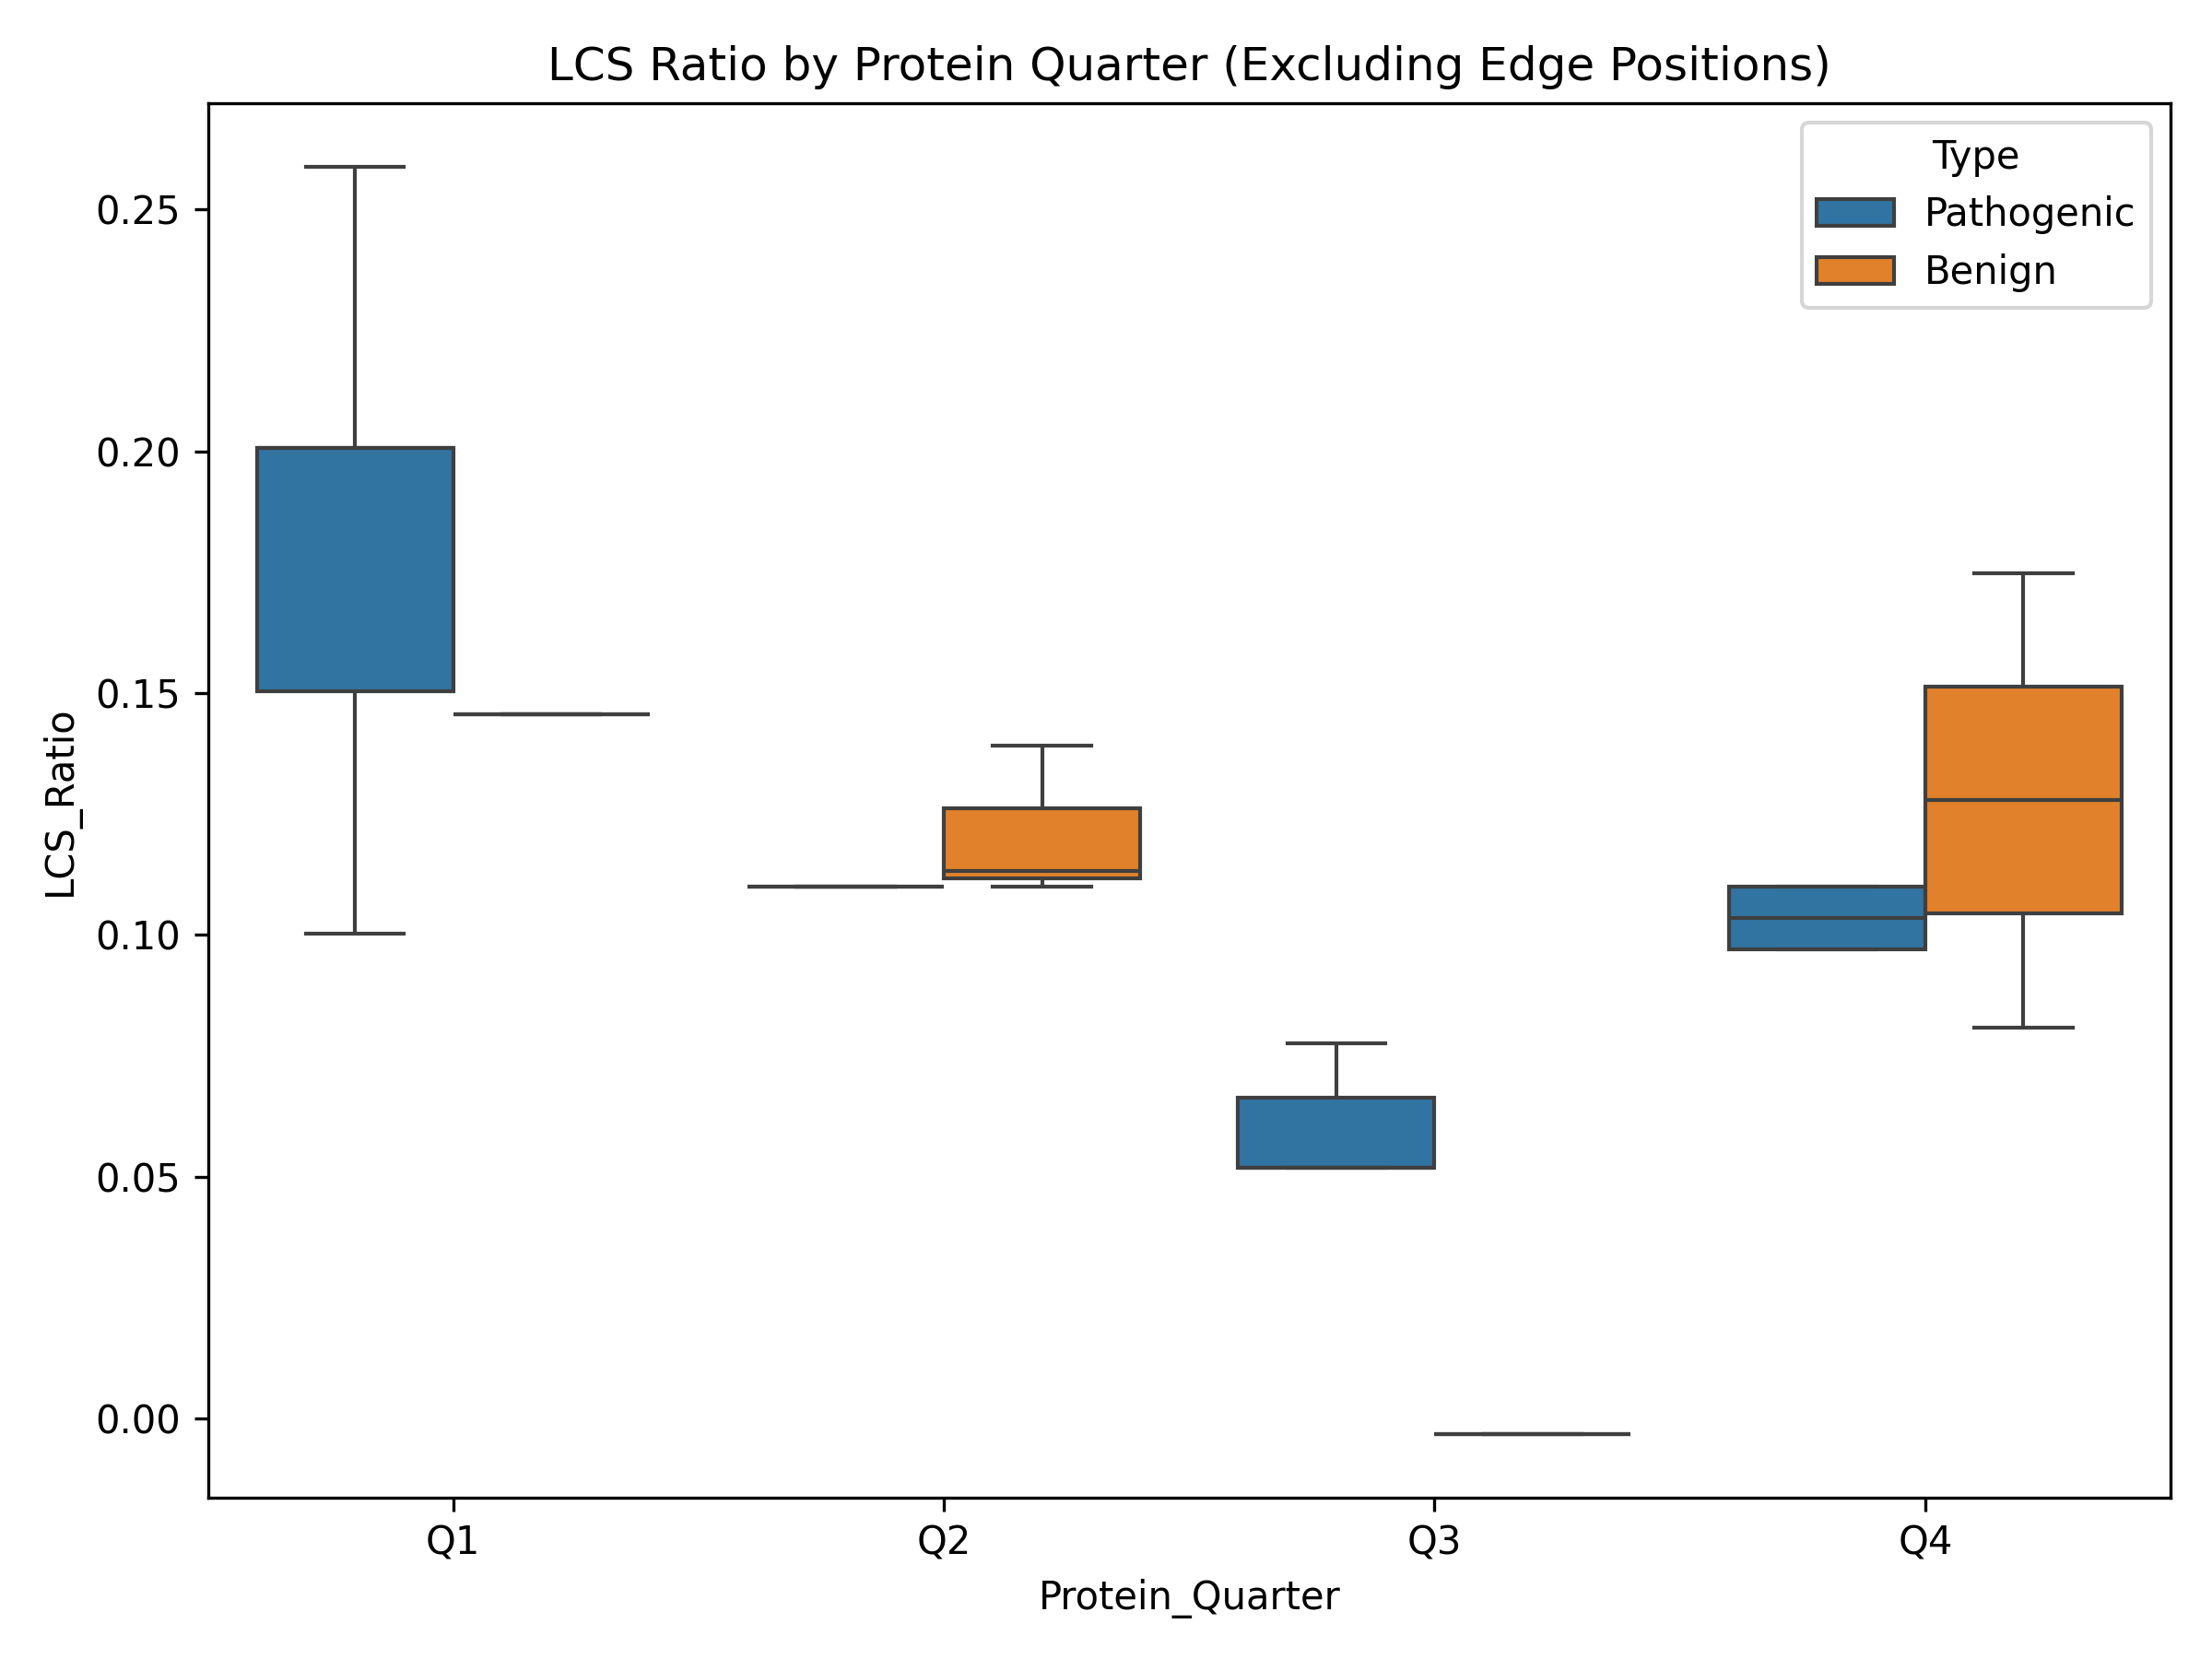 LCS Ratio by Protein Quarter (Excluding Edge Positions)
Type
Pathogenic
Benign
LCS_Ratio
0.25
0.20
0.15
0.10
0.05
0.00
Q1
Q2
Q3
Q4
Protein_Quarter